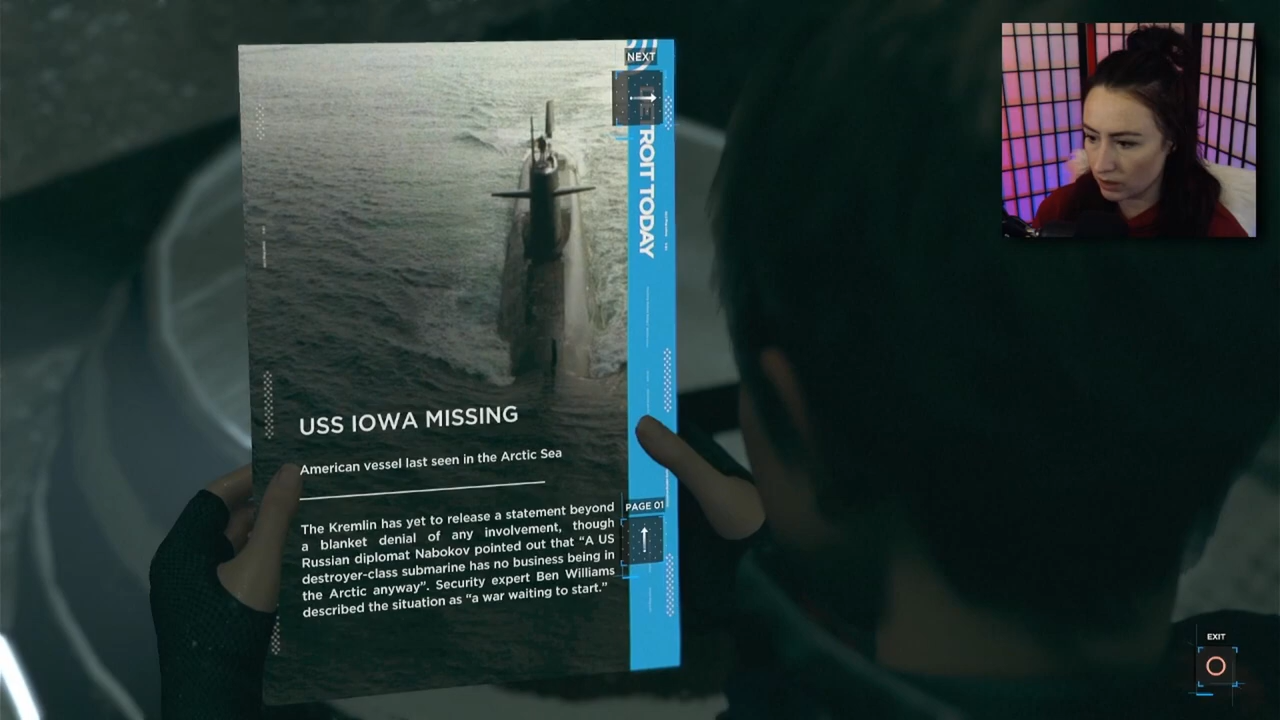 NEXT
ROIT TODAY
USS IOWA MISSING
American vessel last seen in the Arctic Sea
The Kremlin has yet to release a statement beyond
a blanket denial of any involvement, though
Russian diplomat Nabokov pointed out that “A US
destroyer-class submarine has no business being in
the Arctic anyway”. Security expert Ben Williams
described the situation as “a war waiting to start.”
PAGE 01
EXIT